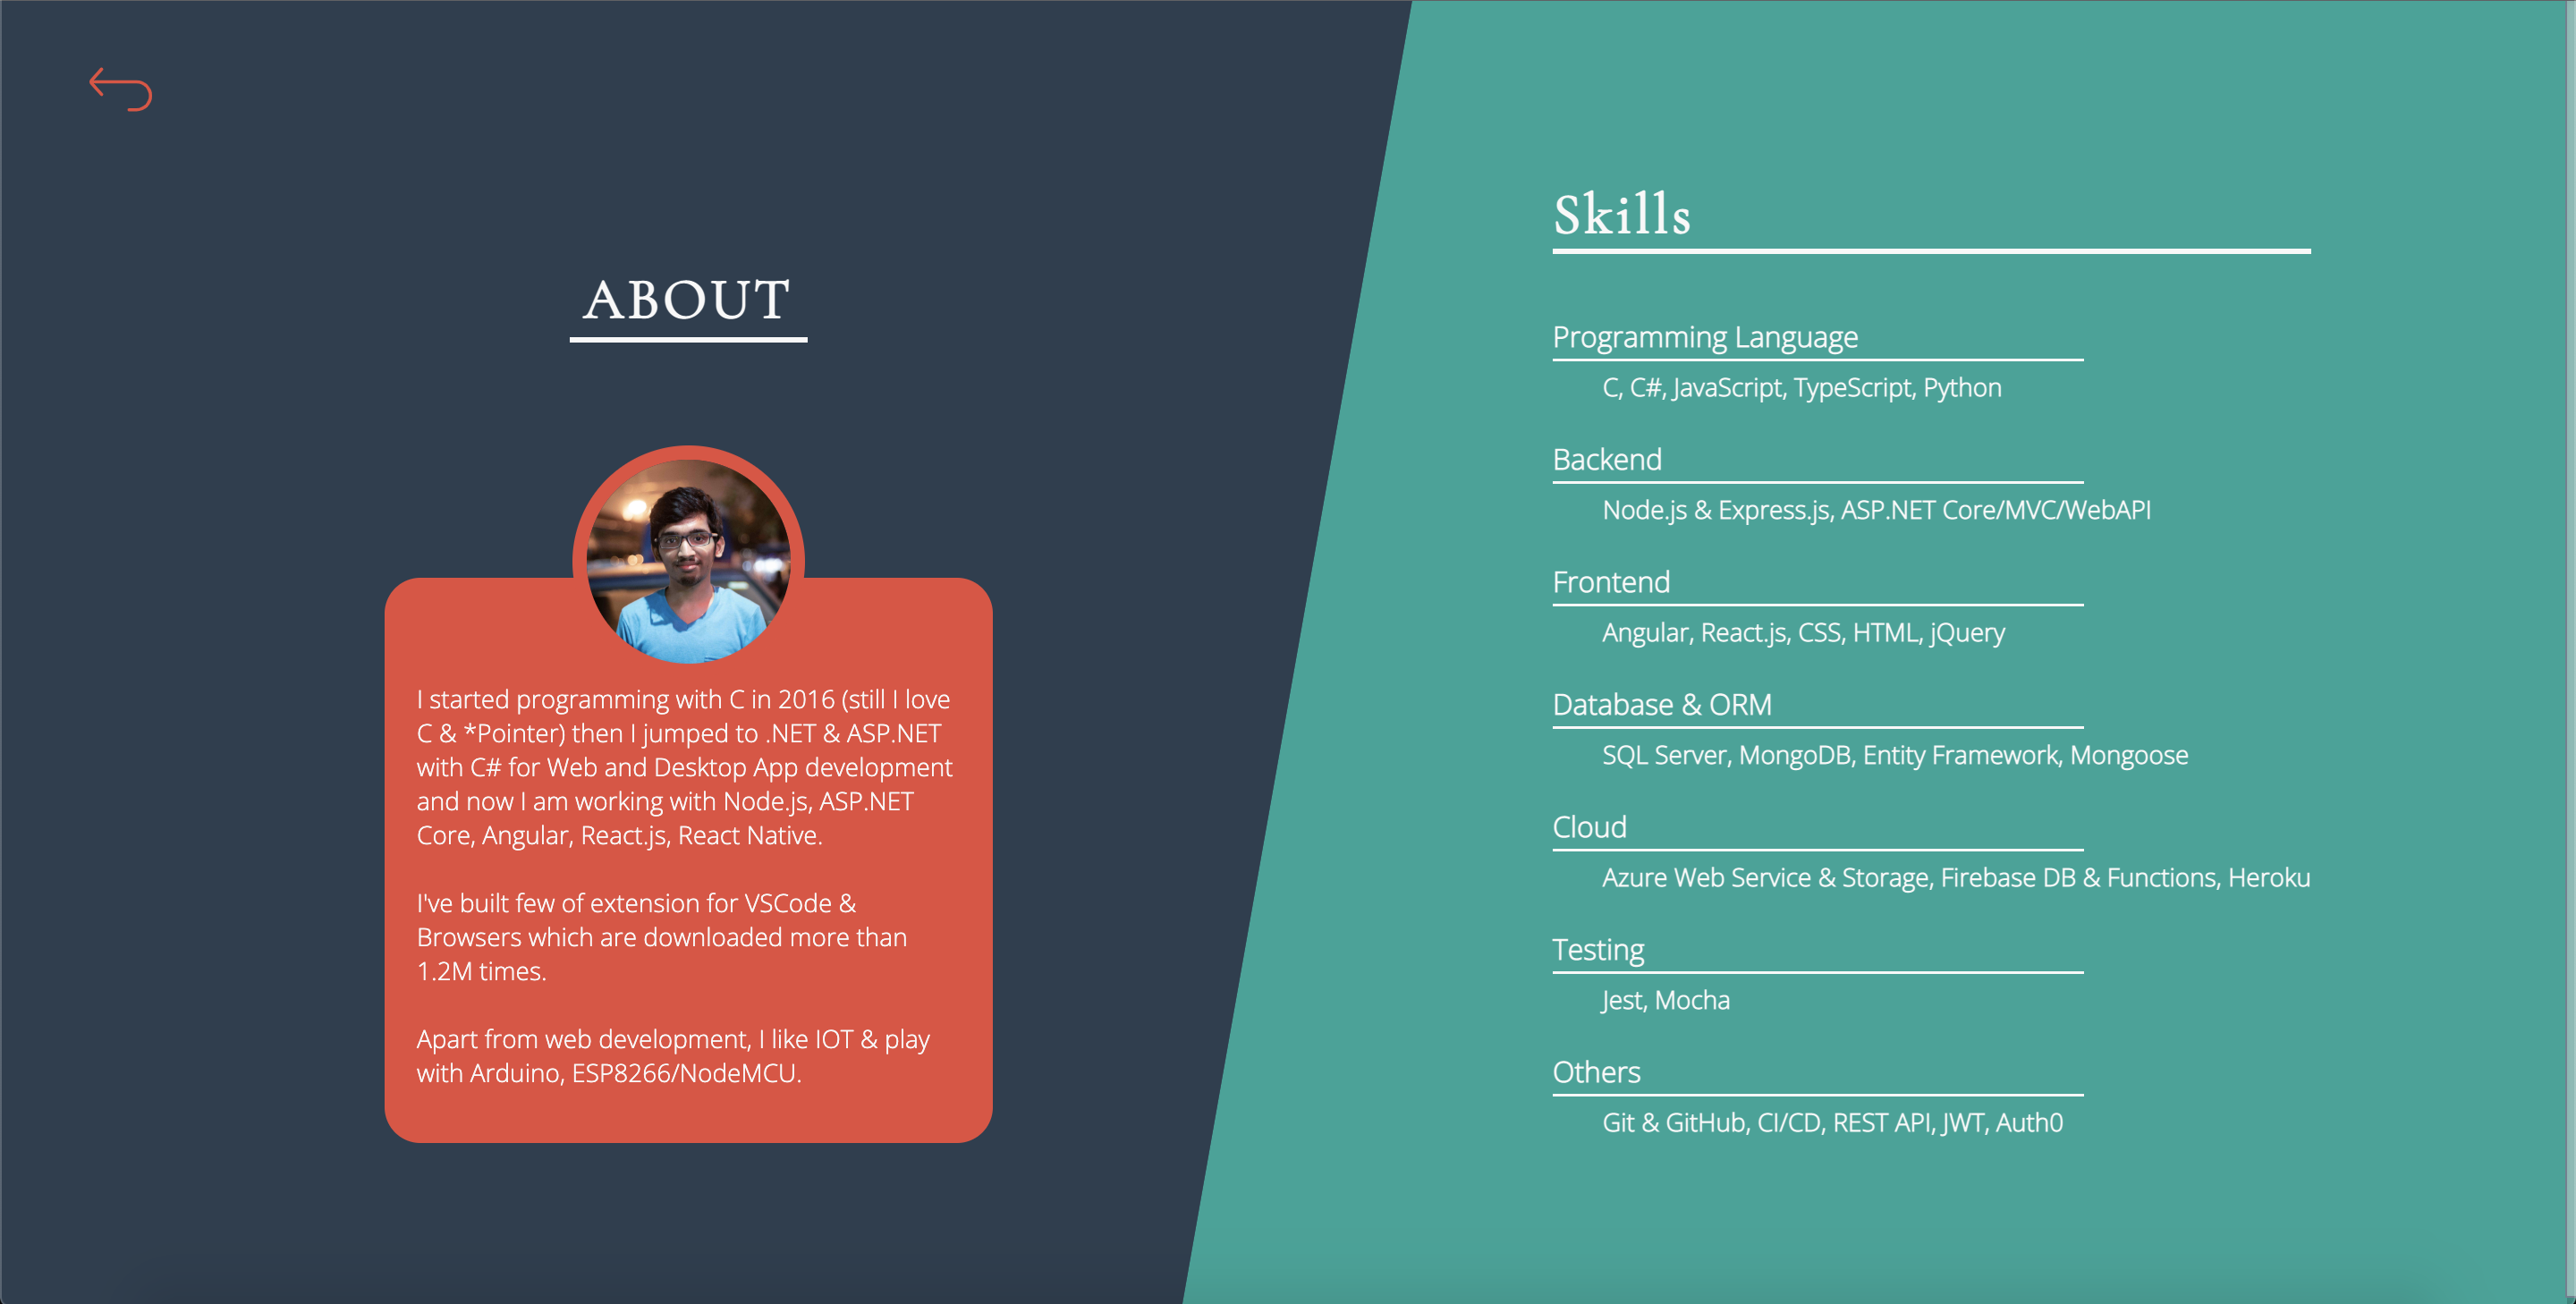 ABOUT
I started programming with C in 2016 (still I love
C & *Pointer) then I jumped to .NET & ASP.NET
with C# for Web and Desktop App development
and now I am working with Node.js, ASP.NET
Core, Angular, React.js, React Native.
I've built few of extension for VSCode &
Browsers which are downloaded more than
1.2M times.
Apart from web development, I like IOT & play
with Arduino, ESP8266/NodeMCU.
Skills
Programming Language
C, C#, JavaScript, TypeScript, Python
Backend
Node.js & Express.js, ASP.NET Core/MVC/WebAPI
Frontend
Angular, React.js, CSS, HTML, jQuery
Database & ORM
SQL Server, MongoDB, Entity Framework, Mongoose
Cloud
Azure Web Service & Storage, Firebase DB & Functions, Heroku
Testing
Jest, Mocha
Others
Git & GitHub, CI/CD, REST API, JWT, Auth0